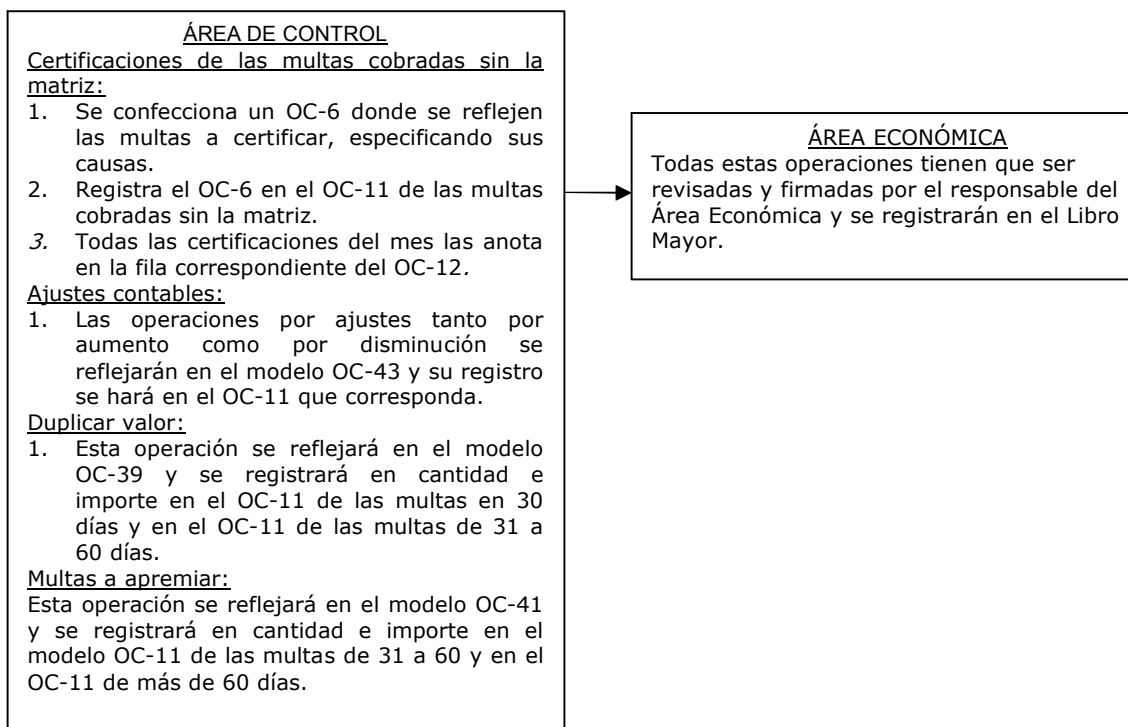 ÁREA DE CONTROL
Certificaciones de las multas cobradas sin la
matriz:
1. Se confecciona un OC-6 donde se reflejen
las multas a certificar, especificando sus
causas.
2. Registra el OC-6 en el OC-11 de las multas
cobradas sin la matriz.
3. Todas las certificaciones del mes las anota
en la fila correspondiente del OC-12.
Ajustes contables:
1. Las operaciones por ajustes tanto por
aumento como por disminución se
reflejarán en el modelo OC-43 y su registro
se hará en el OC-11 que corresponda.
Duplicar valor:
1. Esta operación se reflejará en el modelo
OC-39 y se registrará en cantidad e
importe en el OC-11 de las multas en 30
días y en el OC-11 de las multas de 31 a
60 días.
Multas a apremiar:
Esta operación se reflejará en el modelo OC-41
y se registrará en cantidad e importe en el
modelo OC-11 de las multas de 31 a 60 y en el
OC-11 de más de 60 días.
ÁREA ECONÓMICA
Todas estas operaciones tienen que ser
revisadas y firmadas por el responsable del
Área Económica y se registrarán en el Libro
Mayor.